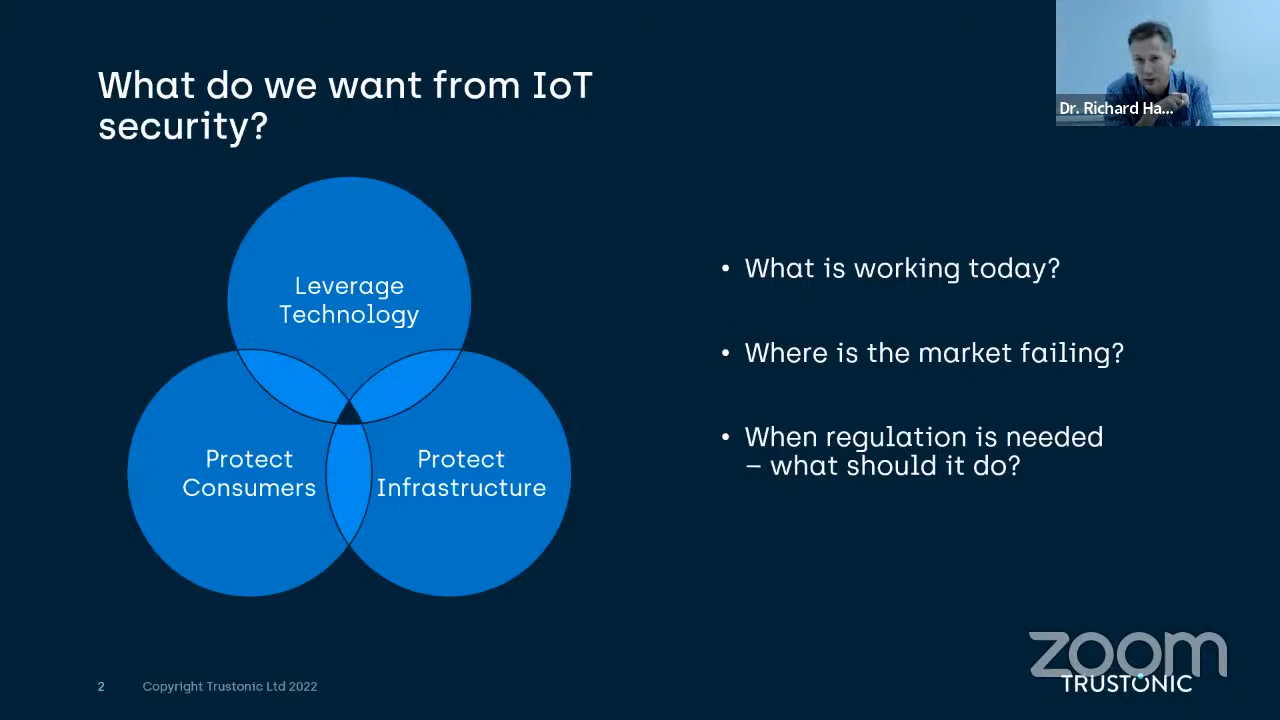 What do we want from IoT
security?
Dr. Richard Ha...
Leverage
Technology
Protect
Consumers
Protect
Infrastructure
• What is working today?
• Where is the market failing?
• When regulation is needed
– what should it do?
2
Copyright Trustonic Ltd 2022
zoom
TRUSTONIC